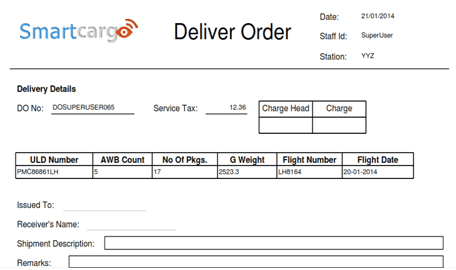 Smartcargo
Deliver Order
Date: 21/01/2014
Staff Id: SuperUser
Station: YYZ
Delivery Details
DO No: DOSUPERUSER065 Service Tax: 12.36 Charge Head Charge
ULD Number AWB Count No Of Pkgs. G Weight Flight Number Flight Date
PMC86861LH 5 17 2523.3 LH8164 20-01-2014
Issued To:
Receiver's Name:
Shipment Description:
Remarks: